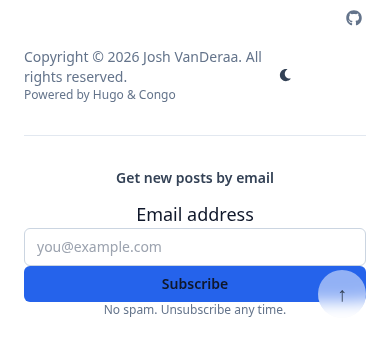 Copyright © 2026 Josh VanDeraa. All
rights reserved.
Powered by Hugo & Congo
Get new posts by email
Email address
you@example.com
Subscribe
↑
No spam. Unsubscribe any time.